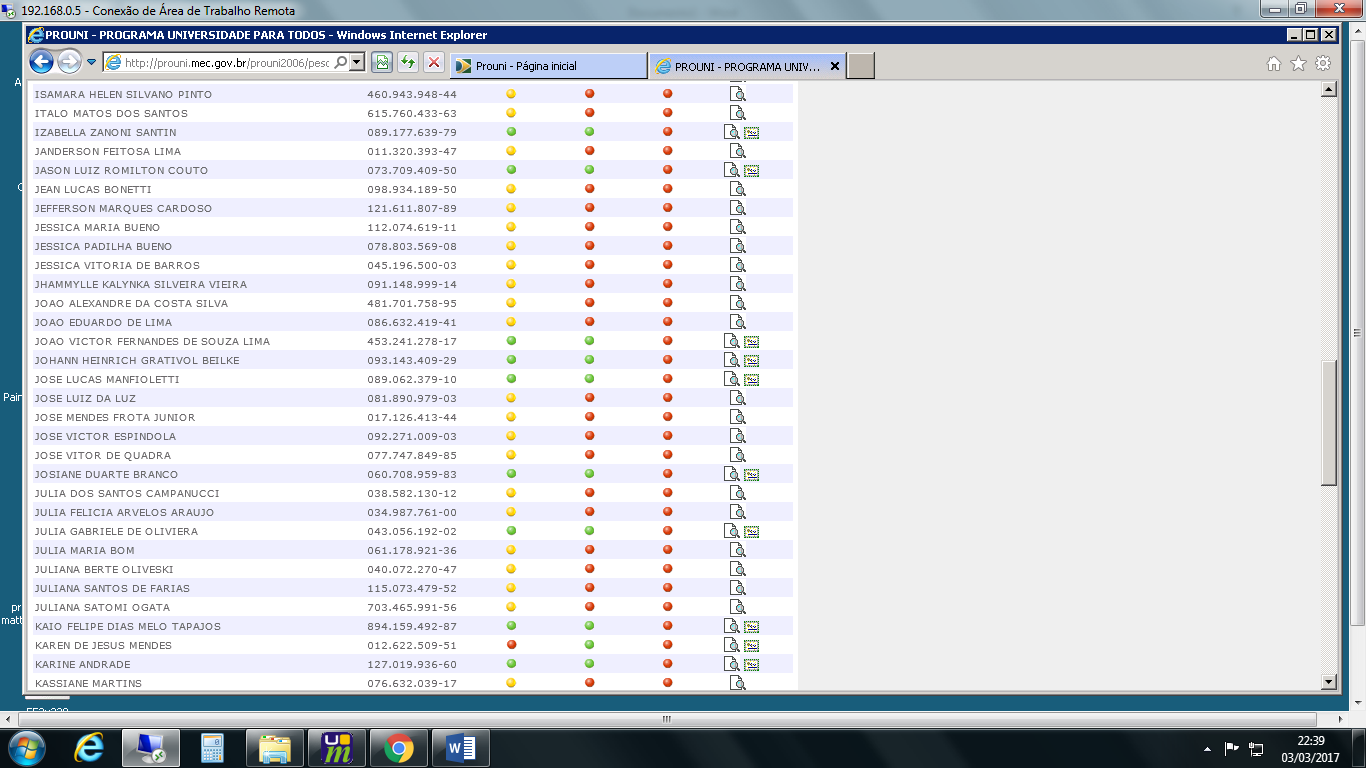 192.168.0.5 - Conexão de Área de Trabalho Remota
PROUNI - PROGRAMA UNIVERSIDADE PARA TODOS - Windows Internet Explorer
http://prouni.mec.gov.br/prouni2006/pesc Prouni - Página inicial PROUNI - PROGRAMA UNIV...
ISAMARA HELEN SILVANO PINTO 460.943.948-44
ITALO MATOS DOS SANTOS 615.760.433-63
IZABELLA ZANONI SANTIN 089.177.639-79
JANDERSON FEITOSA LIMA 011.320.393-47
JASON LUIZ ROMILTON COUTO 073.709.409-50
JEAN LUCAS BONETTI 098.934.189-50
JEFFERSON MARQUES CARDOSO 121.611.807-89
JESSICA MARIA BUENO 112.074.619-11
JESSICA PADILHA BUENO 078.803.569-08
JESSICA VITORIA DE BARROS 045.196.500-03
JHAMMYLLE KALYNKA SILVEIRA VIEIRA 091.148.999-14
JOAO ALEXANDRE DA COSTA SILVA 481.701.758-95
JOAO EDUARDO DE LIMA 086.632.419-41
JOAO VICTOR FERNANDES DE SOUZA LIMA 453.241.278-17
JOHANN HEINRICH GRATIVOL BEILKE 093.143.409-29
JOSE LUCAS MANFIOLETTI 089.062.379-10
JOSE LUIZ DA LUZ 081.890.979-03
JOSE MENDES FROTA JUNIOR 017.126.413-44
JOSE VICTOR ESPINDOLA 092.271.009-03
JOSE VITOR DE QUADRA 077.747.849-85
JOSIANE DUARTE BRANCO 060.708.959-83
JULIA DOS SANTOS CAMPANUCCI 038.582.130-12
JULIA FELICIA ARVELOS ARAUJO 034.987.761-00
JULIA GABRIELE DE OLIVIERA 043.056.192-02
JULIA MARIA BOM 061.178.921-36
JULIANA BERTE OLIVESKI 040.072.270-47
JULIANA SANTOS DE FARIAS 115.073.479-52
JULIANA SATOMI OGATA 703.465.991-56
KAIO FELIPE DIAS MELO TAPAJOS 894.159.492-87
KAREN DE JESUS MENDES 012.622.509-51
KARINE ANDRADE 127.019.936-60
KASSIANE MARTINS 076.632.039-17
Pain
pr
matt
22:39
03/03/2017